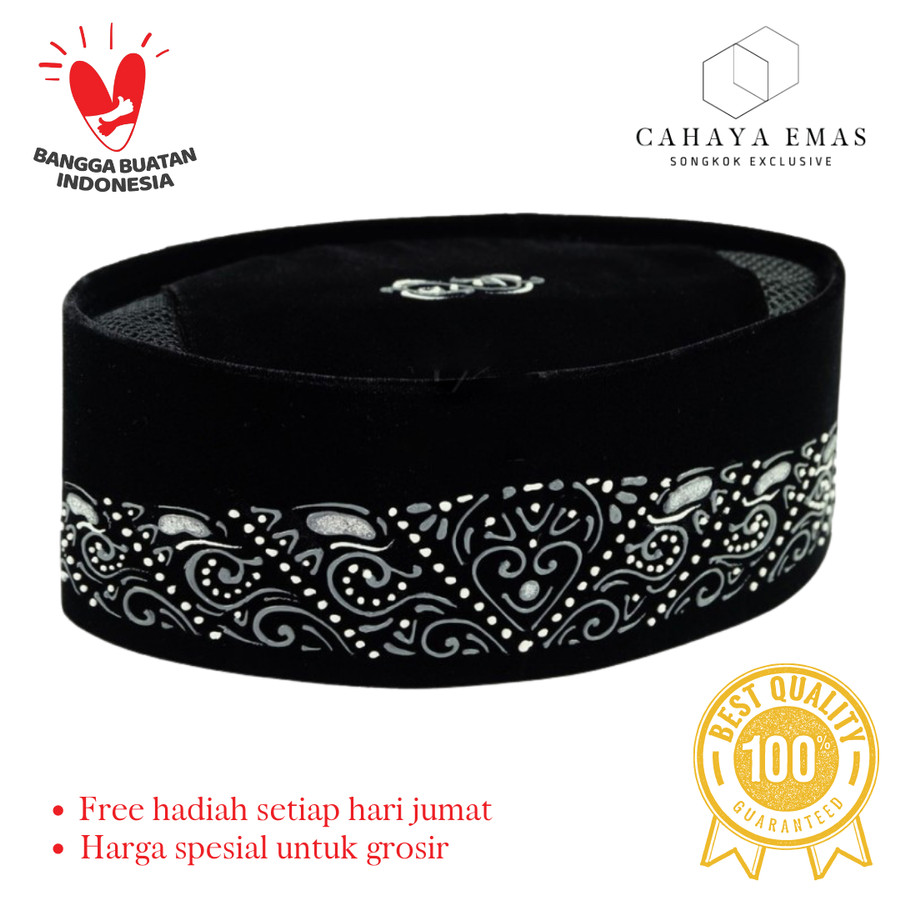 BANGGA BUATAN
INDONESIA
CAHAYA EMAS
SONGKOK EXCLUSIVE
BEST QUALITY
100%
GUARANTEED
• Free hadiah setiap hari jumat
• Harga spesial untuk grosir